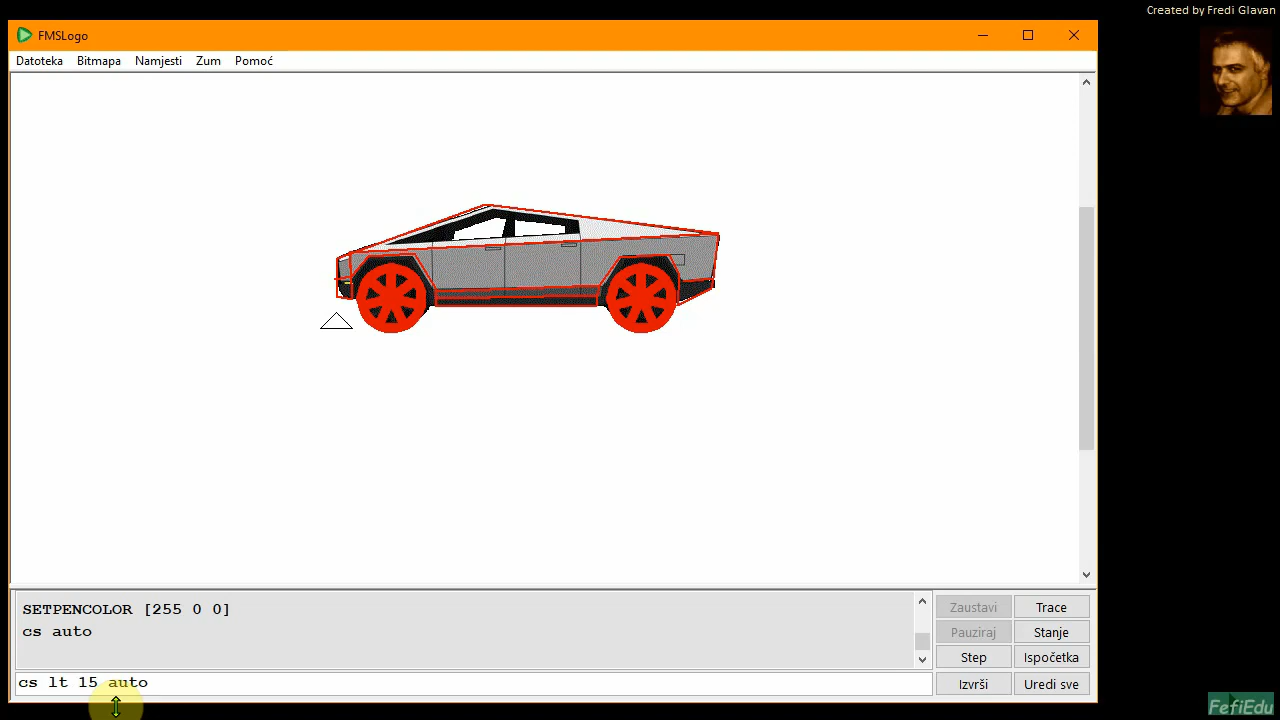 Created by Fredi Glavan
FMSLogo
Datoteka Bitmapa Namjesti Zum Pomoć
SETPENCOLOR [255 0 0]
cs auto
cs lt 15 auto
Zaustavi Trace
Pauziraj Stanje
Step Ispočetka
Izvrši Uredi sve
FefiEdu